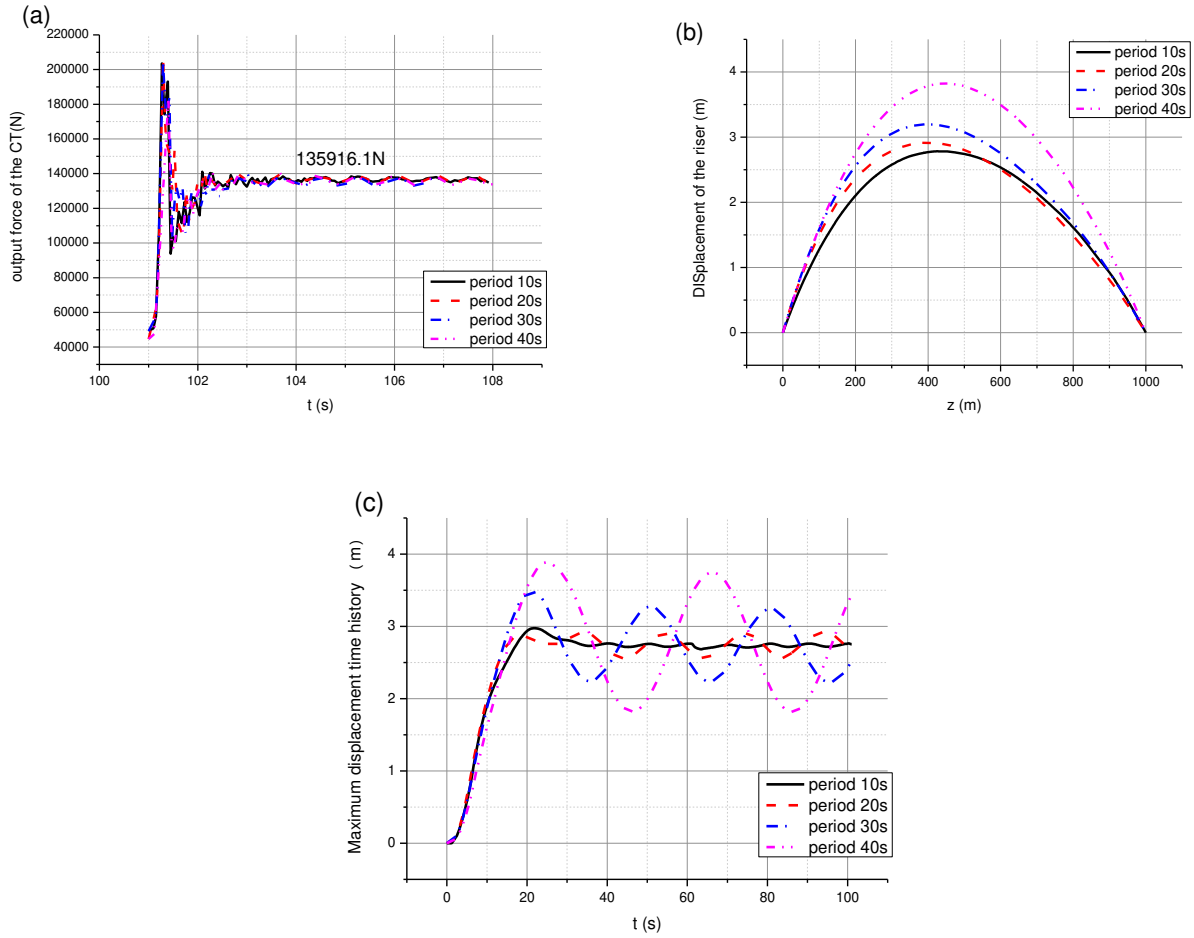 (a)
220000
200000
180000
160000
140000
120000
100000
80000
60000
40000
output force of the CT(N)
135916.1N
period 10s
period 20s
period 30s
period 40s
100
102
104
106
108
t (s)
(b)
4
3
2
1
0
DISplacement of the riser (m)
period 10s
period 20s
period 30s
period 40s
0
200
400
600
800
1000
z (m)
(c)
4
3
2
1
0
Maximum displacement time history （m）
period 10s
period 20s
period 30s
period 40s
0
20
40
60
80
100
t (s)